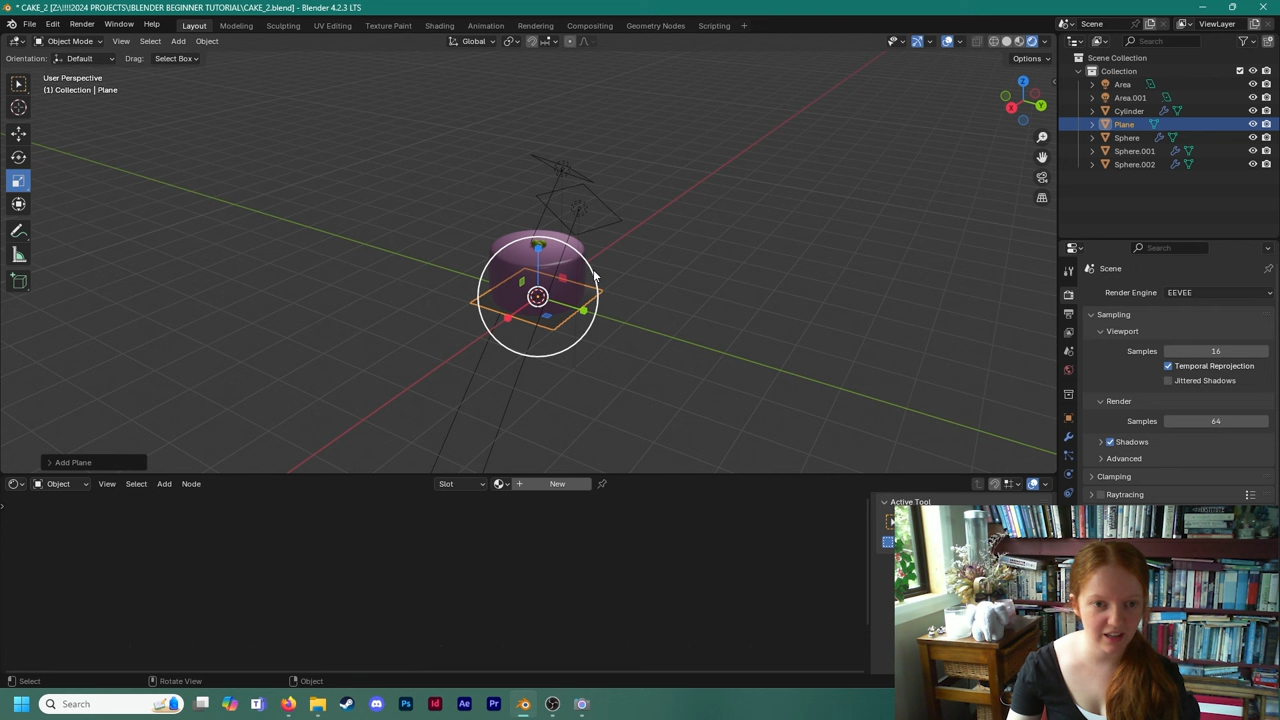 * CAKE_2 [Z:\!!!!2024 PROJECTS\BLENDER BEGINNER TUTORIAL\CAKE_2.blend] - Blender 4.2.3 LTS
File Edit Render Window Help Layout Modeling Sculpting UV Editing Texture Paint Shading Animation Rendering Compositing Geometry Nodes Scripting + Scene ViewLayer
Object Mode View Select Add Object Global Search
Orientation: Default Drag: Select Box Options Scene Collection
User Perspective Collection
(1) Collection | Plane Area
Z
Y
X
Area.001
Cylinder
Plane
Sphere
Sphere.001
Sphere.002
Search
Scene
Render Engine EEVEE
Sampling
Viewport
Samples 16
Temporal Reprojection
Jittered Shadows
Render
Samples 64
Shadows
Advanced
Clamping
Raytracing
Add Plane
Object View Select Add Node Slot + New
Active Tool
Select Rotate View Object
Search